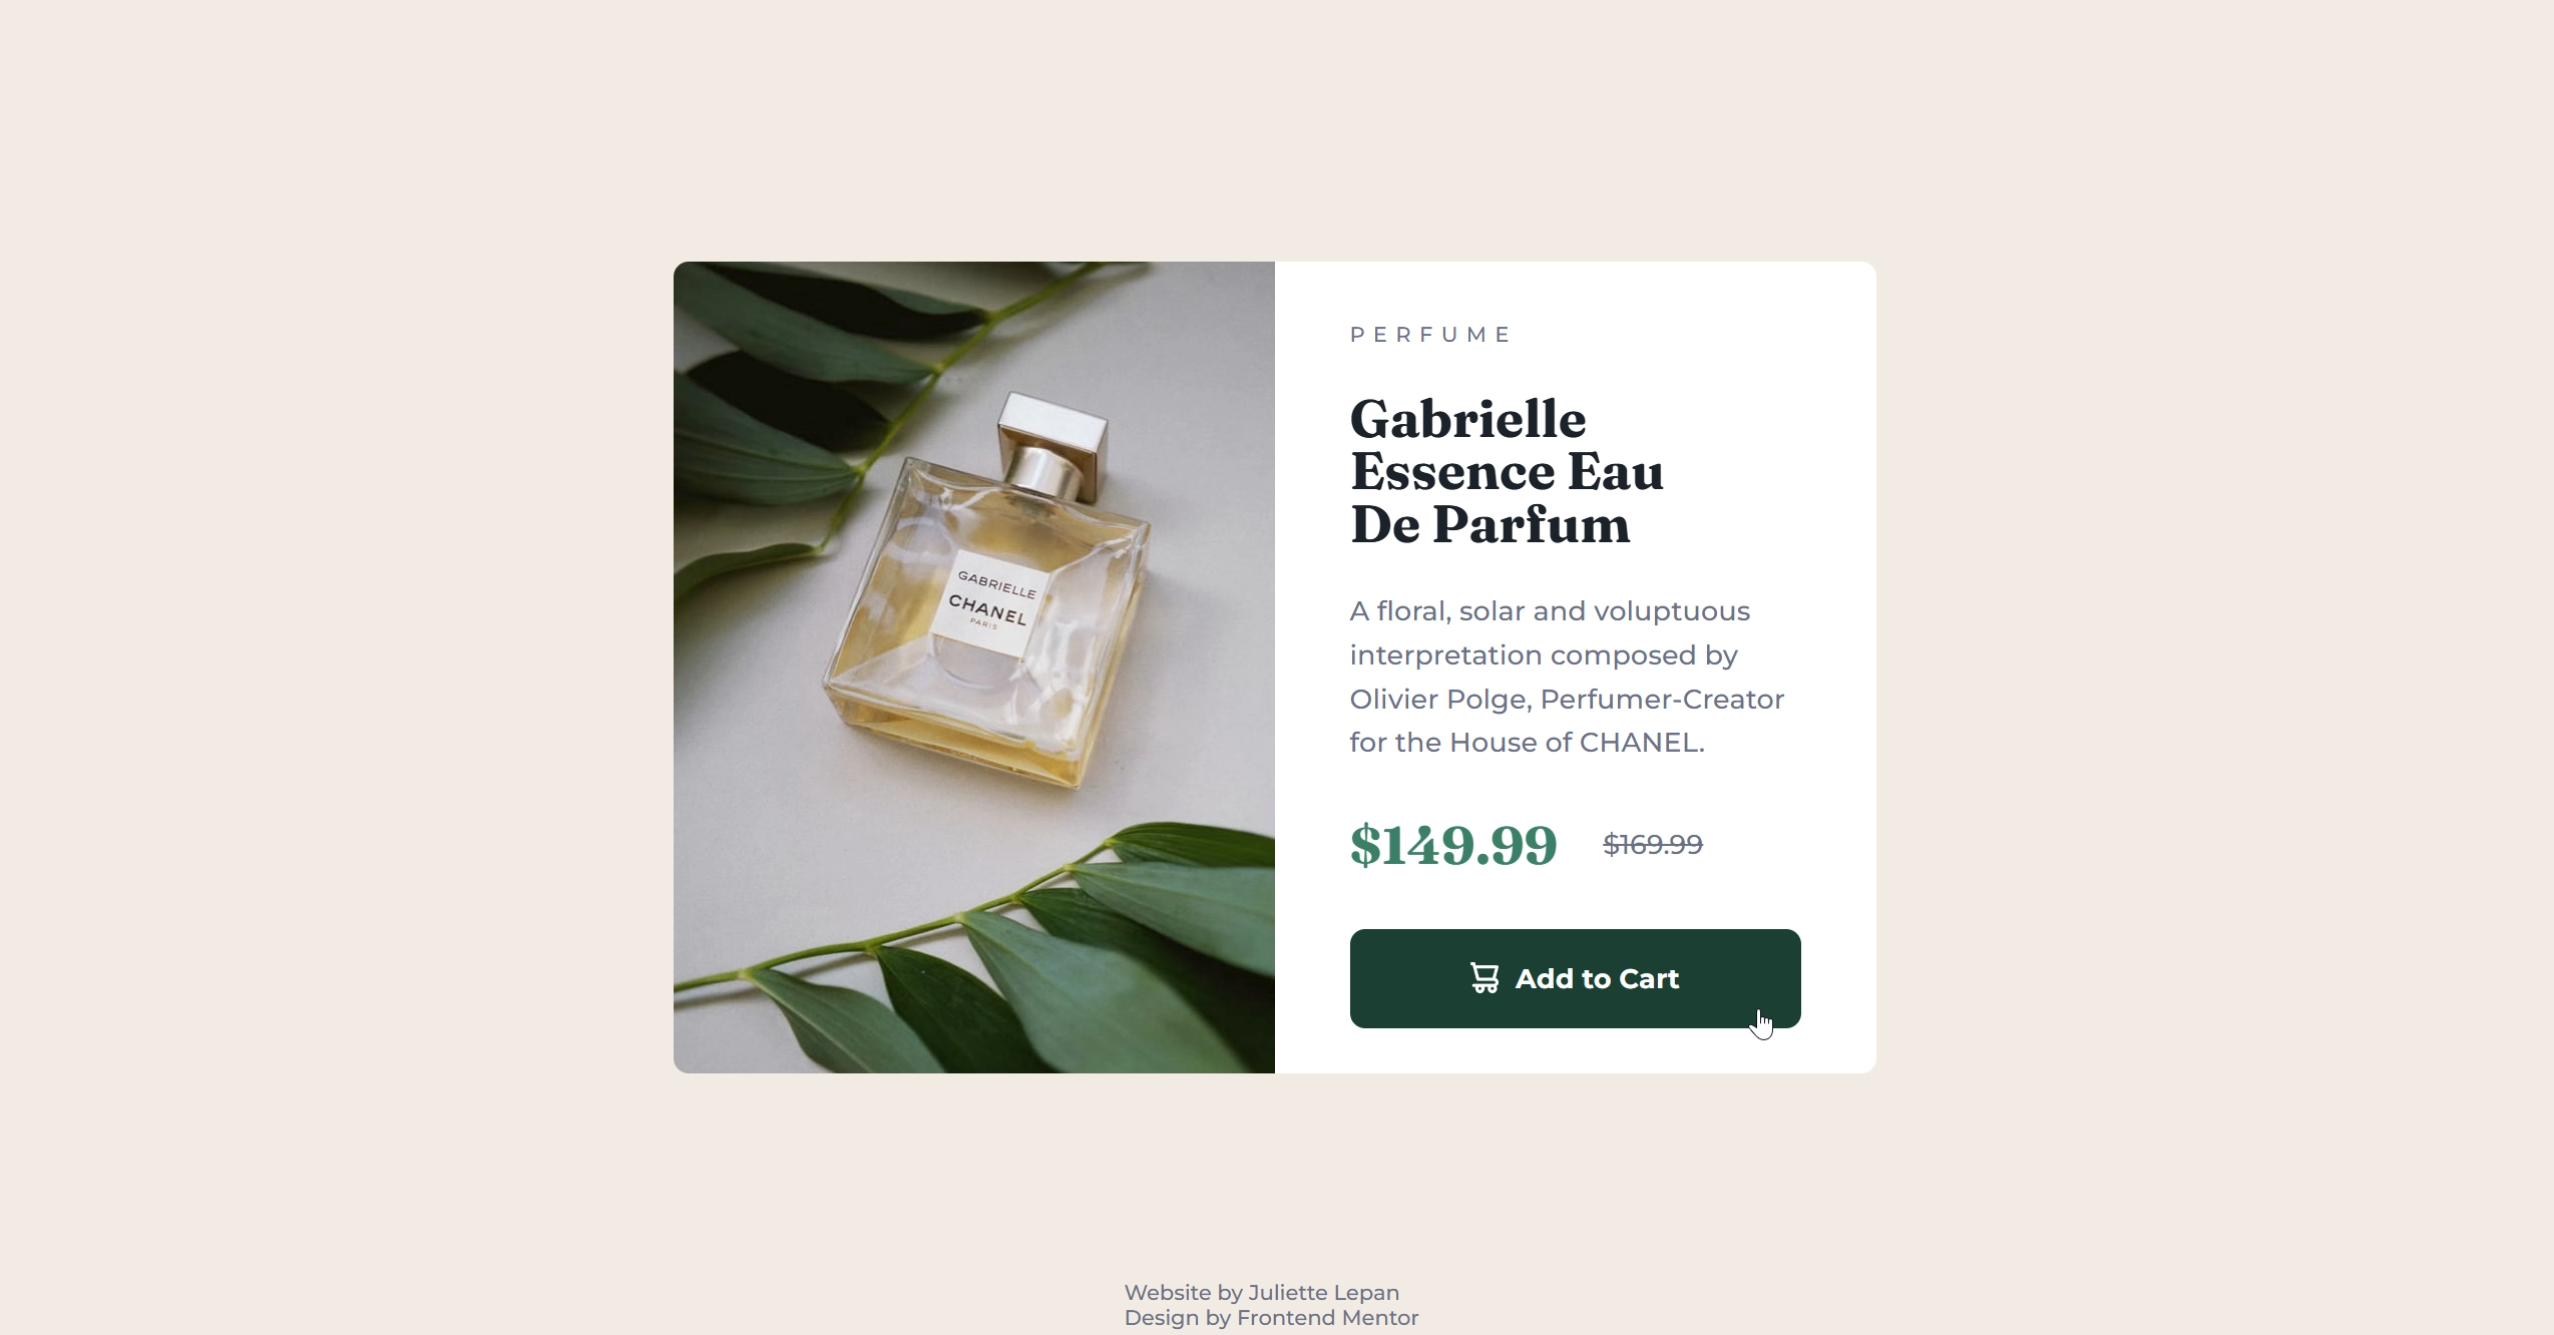 GABRIELLE
CHANEL
PARIS
PERFUME
Gabrielle
Essence Eau
De Parfum
A floral, solar and voluptuous
interpretation composed by
Olivier Polge, Perfumer-Creator
for the House of CHANEL.
$149.99 $169.99
Add to Cart
Website by Juliette Lepan
Design by Frontend Mentor